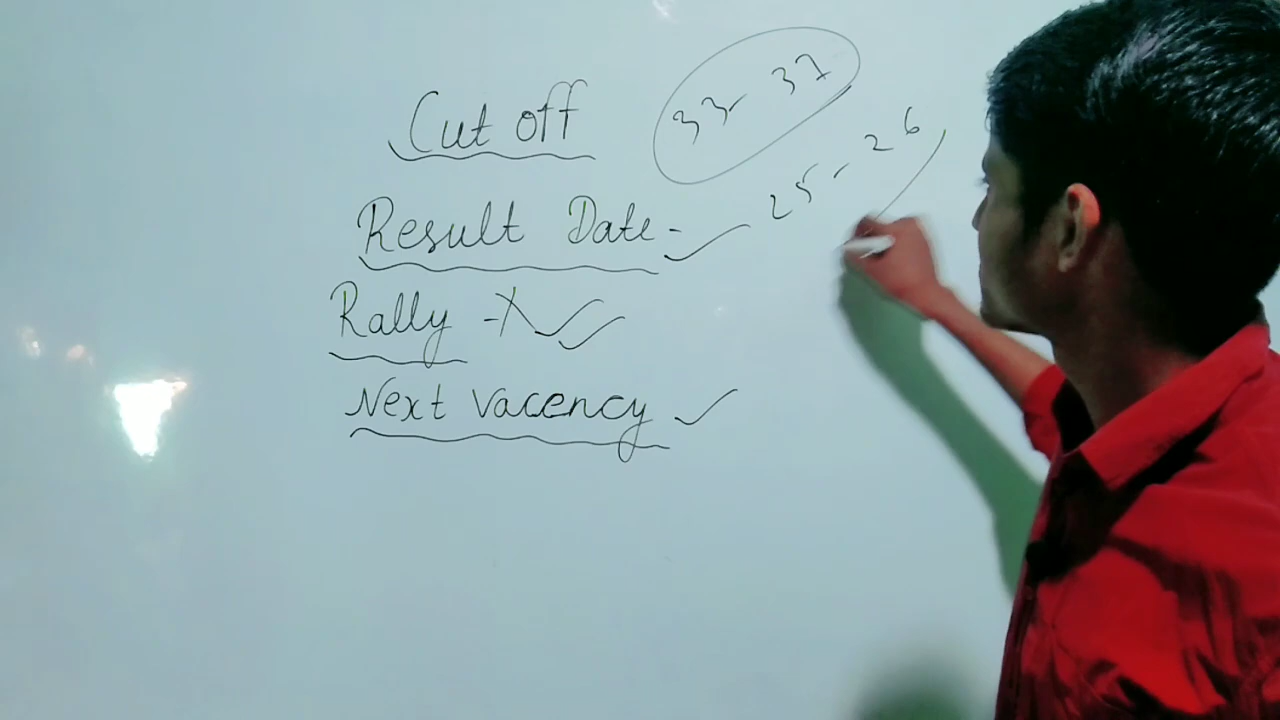 Cut off 33, 37
Result Date - 25, 26
Rally -
Next Vacency